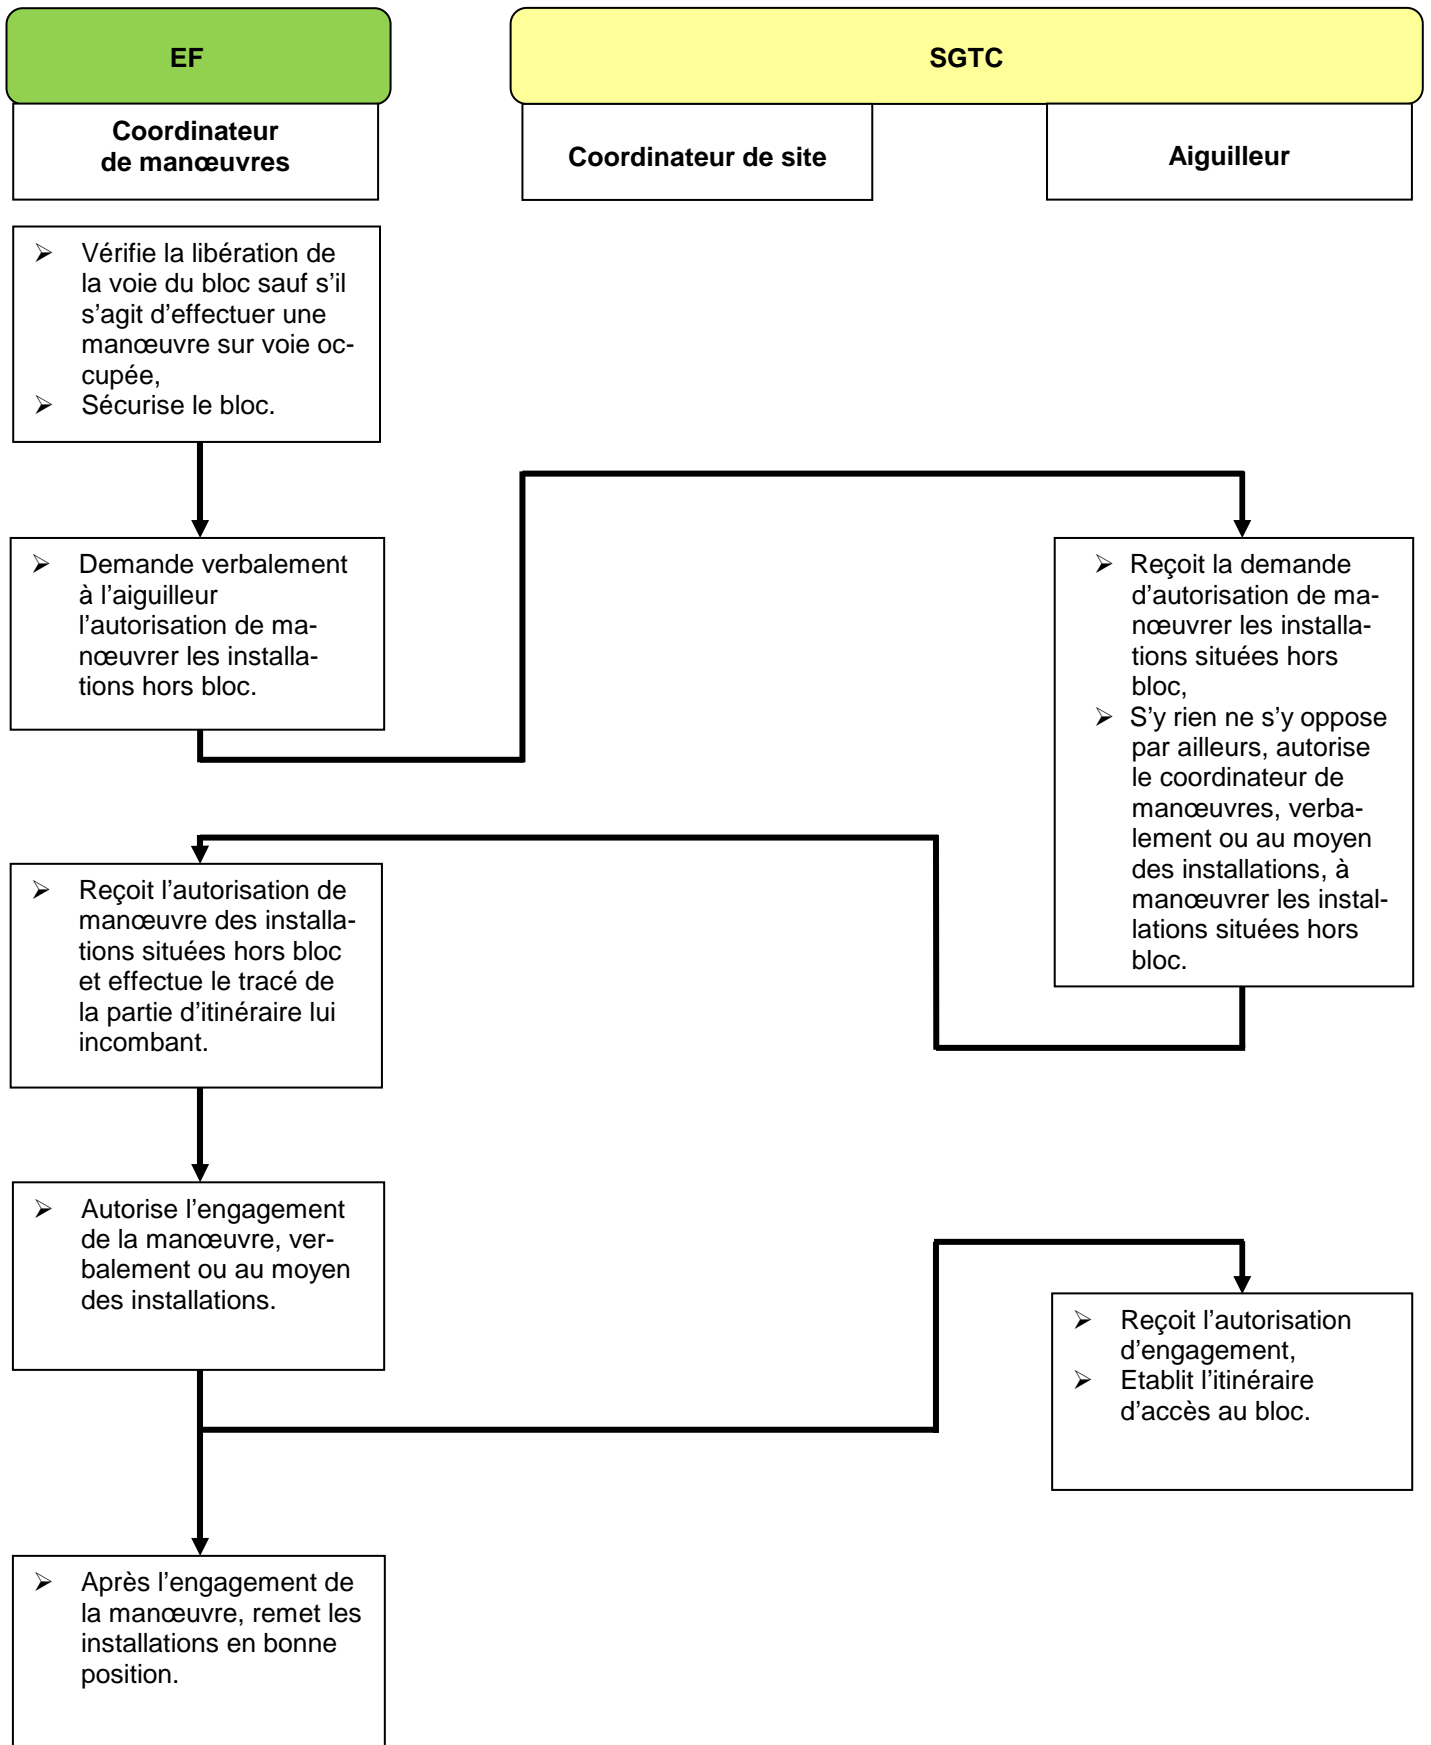 EF
SGTC
Coordinateur
de manœuvres
Coordinateur de site
Aiguilleur
➢ Vérifie la libération de
la voie du bloc sauf s’il
s’agit d’effectuer une
manœuvre sur voie oc-
cupée,
➢ Sécurise le bloc.
➢ Demande verbalement
à l’aiguilleur
l’autorisation de ma-
nœuvrer les installa-
tions hors bloc.
➢ Reçoit la demande
d’autorisation de ma-
nœuvrer les installa-
tions situées hors
bloc,
➢ S’y rien ne s’y oppose
par ailleurs, autorise
le coordinateur de
manœuvres, verba-
lement ou au moyen
des installations, à
manœuvrer les instal-
lations situées hors
bloc.
➢ Reçoit l’autorisation de
manœuvre des installa-
tions situées hors bloc
et effectue le tracé de
la partie d’itinéraire lui
incombant.
➢ Autorise l’engagement
de la manœuvre, ver-
balement ou au moyen
des installations.
➢ Reçoit l’autorisation
d’engagement,
➢ Etablit l’itinéraire
d’accès au bloc.
➢ Après l’engagement de
la manœuvre, remet les
installations en bonne
position.